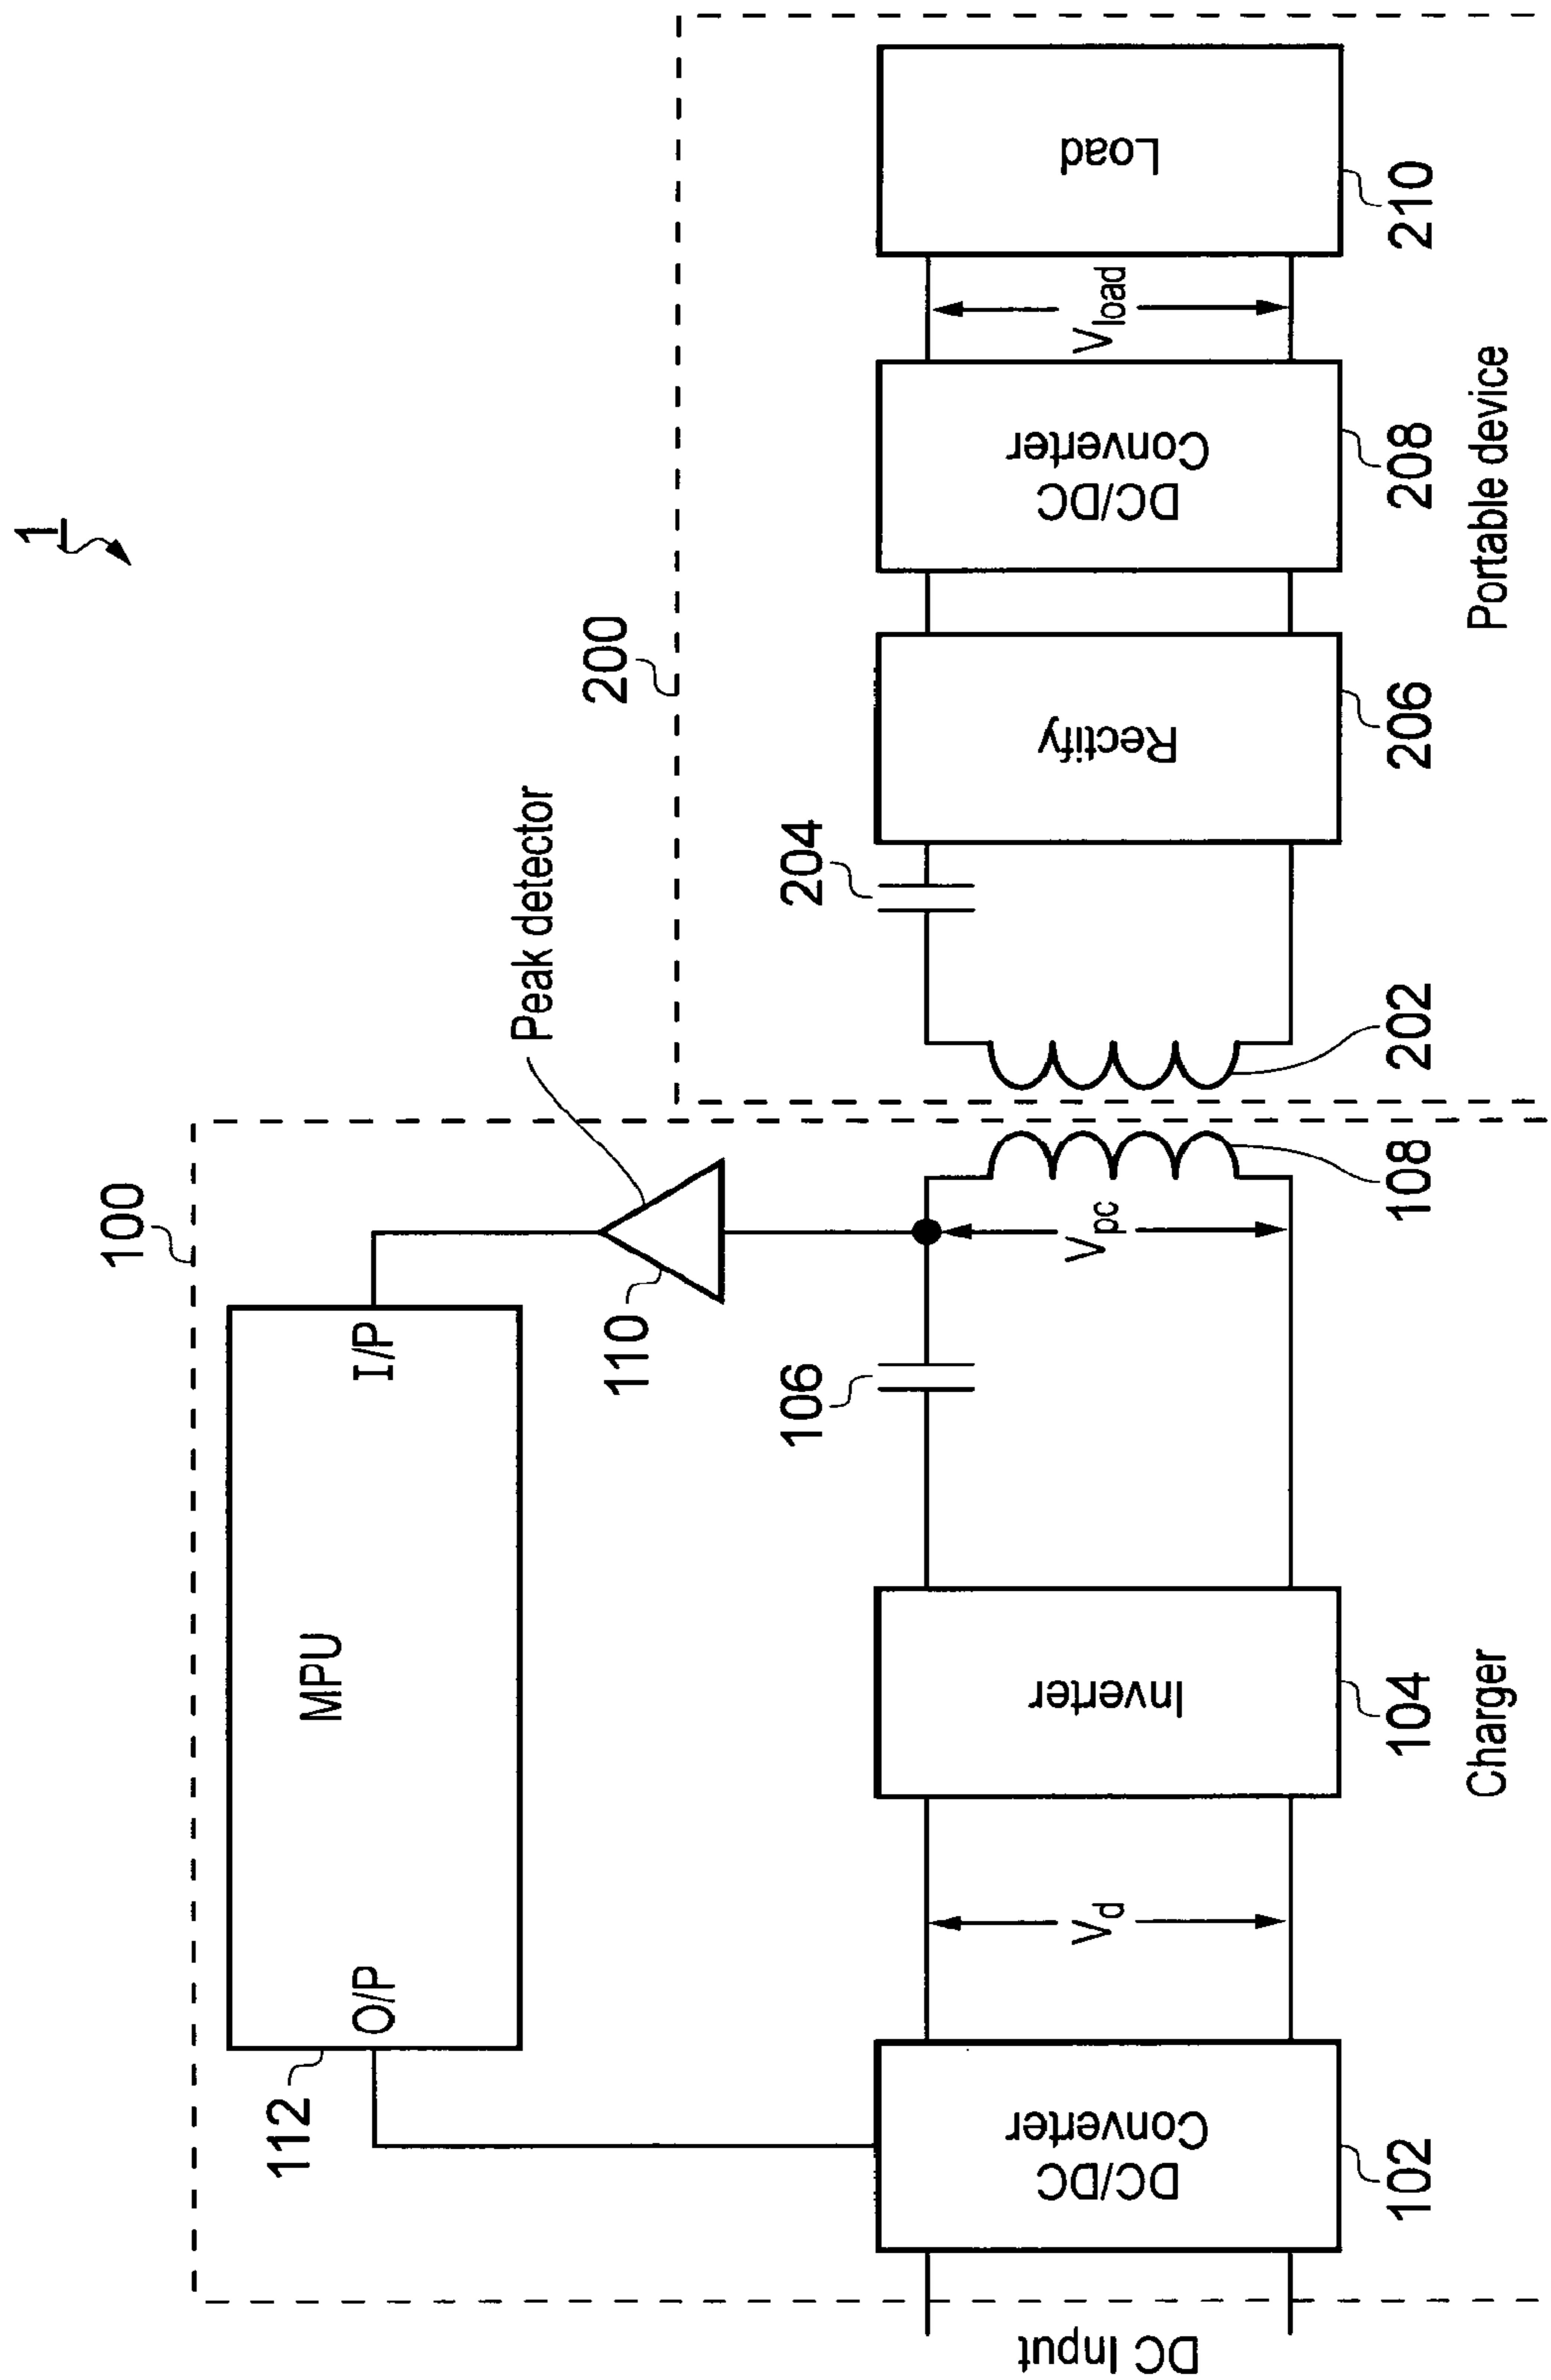 1
100
112
MPU
O/P
I/P
Peak detector
110
200
DC Input
DC/DC
Converter
102
Vd
Inverter
104
106
Vpc
108
202
204
Rectify
206
DC/DC
Converter
208
Vload
Load
210
Charger
Portable device